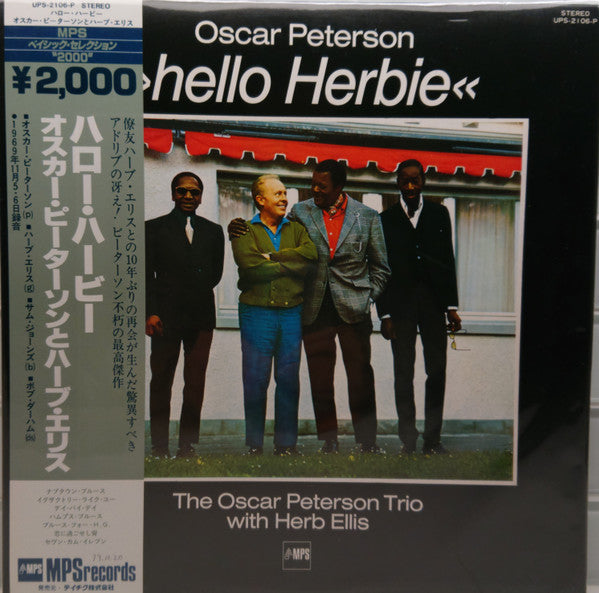 UPS-2106-P STEREO
ハロー・ハービー
オスカー・ピーターソンとハーブ・エリス
MPS
ベイシック・セレクション
"2000"
¥2,000
ハロー・ハービー
オスカー・ピーターソンとハーブ・エリス
僚友ハーブ・エリスとの10年ぶりの再会が生んだ驚異すべき
アドリブの冴え! ピーターソン不朽の最高傑作
■オスカー・ピーターソン(p)■ハーブ・エリス(g)■サム・ジョーンズ(b)■ボブ・ダーハム(ds)
●1969年11月5・6日録音
ナプタウン・ブルース
イグザクトリー・ライク・ユー
デイ・バイ・デイ
ハムプス・ブルース
ブルース・フォー・H.G.
君に過ごせし夜
セヴン・カム・イレブン
MPS MPSrecords
発売元・テイチク株式会社
STEREO
UPS-2106-P
Oscar Peterson
»hello Herbie«
The Oscar Peterson Trio
with Herb Ellis
MPS